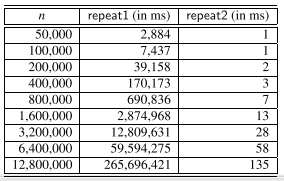 n repeat1 (in ms) repeat2 (in ms)
50,000 2,884 1
100,000 7,437 1
200,000 39,158 2
400,000 170,173 3
800,000 690,836 7
1,600,000 2,874,968 13
3,200,000 12,809,631 28
6,400,000 59,594,275 58
12,800,000 265,696,421 135